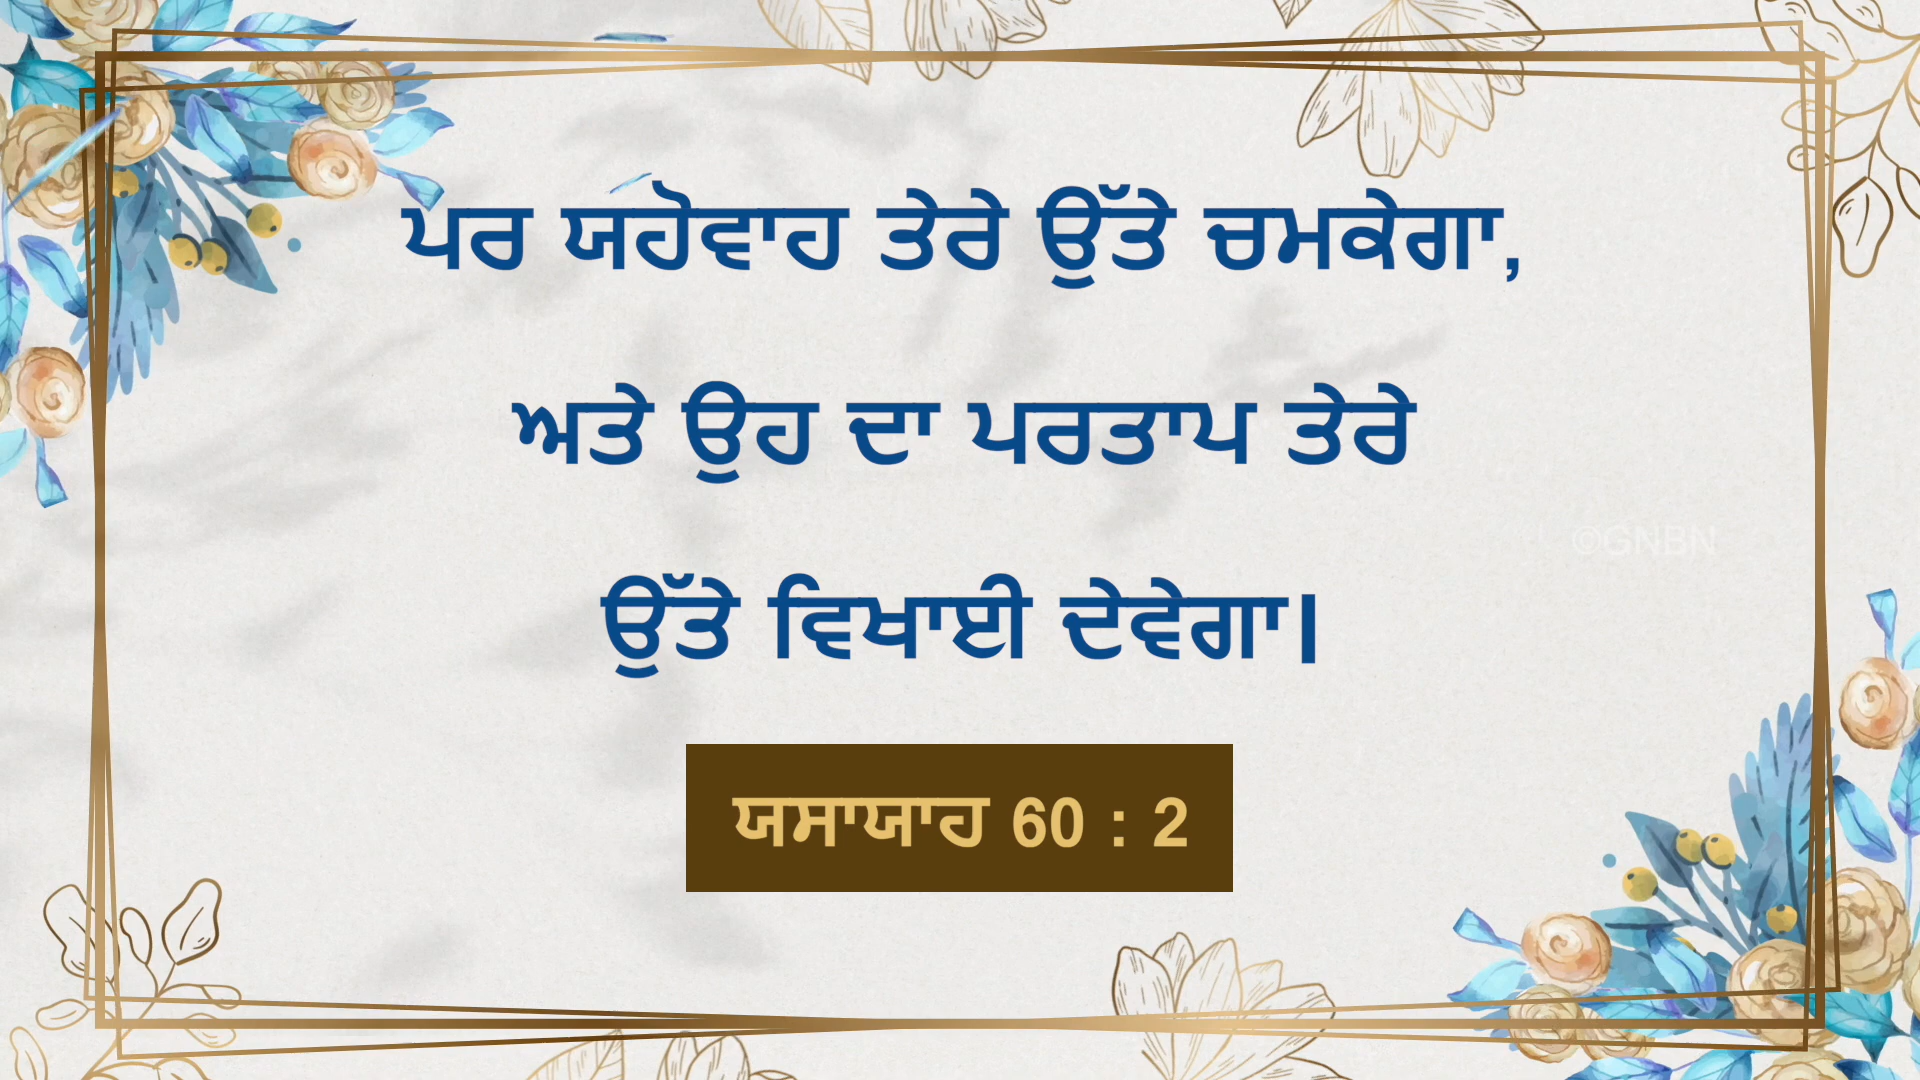 ਪਰ ਯਹੋਵਾਹ ਤੇਰੇ ਉੱਤੇ ਚਮਕੇਗਾ,
ਅਤੇ ਉਹ ਦਾ ਪਰਤਾਪ ਤੇਰੇ
©GNBN
ਉੱਤੇ ਵਿਖਾਈ ਦੇਵੇਗਾ।
ਯਸਾਯਾਹ 60 : 2